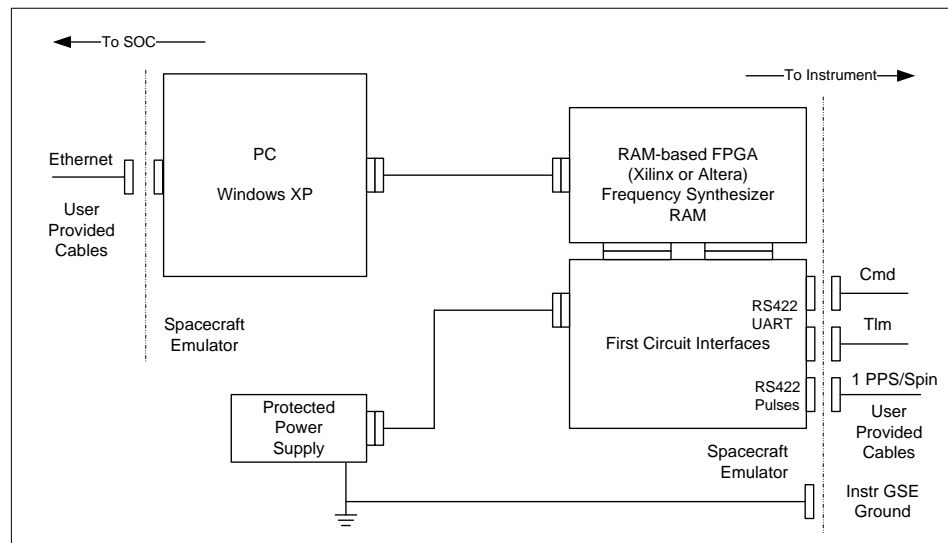 To SOC
To Instrument
Ethernet
User
Provided
Cables
PC
Windows XP
RAM-based FPGA
(Xilinx or Altera)
Frequency Synthesizer
RAM
Spacecraft
Emulator
First Circuit Interfaces
RS422
UART
RS422
Pulses
Cmd
Tlm
1 PPS/Spin
User
Provided
Cables
Protected
Power
Supply
Spacecraft
Emulator
Instr GSE
Ground